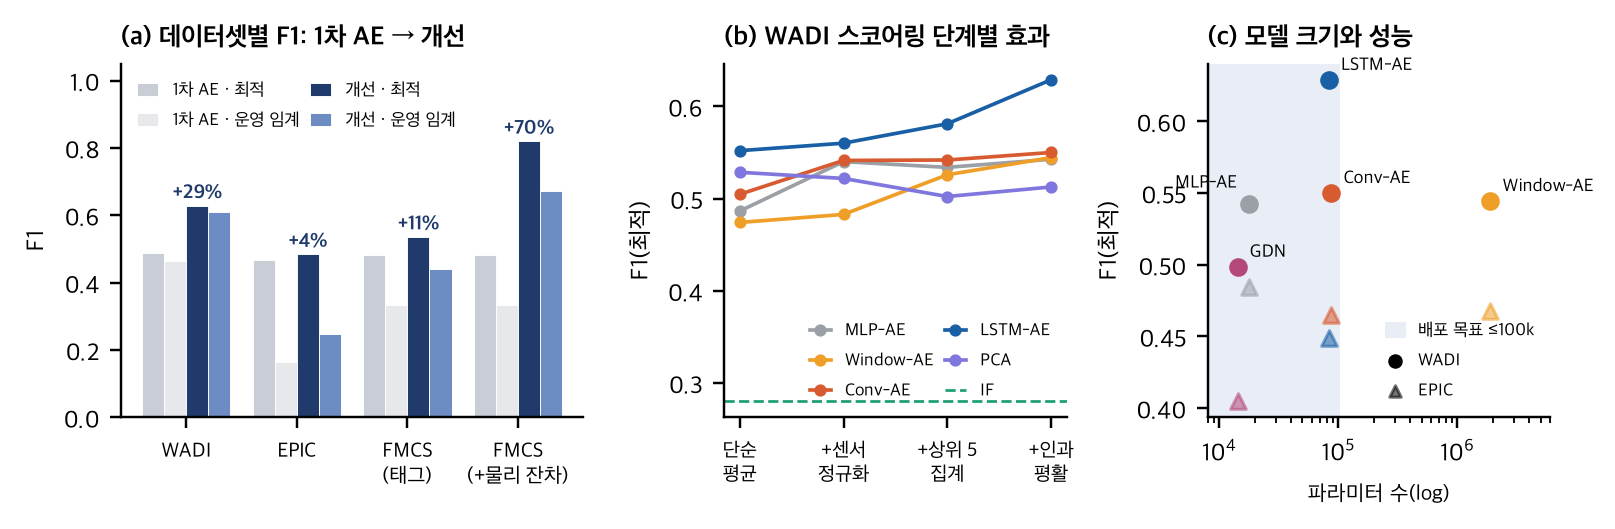 (a) 데이터셋별 F1: 1차 AE → 개선
1.0
0.8
0.6
0.4
0.2
0.0
F1
1차 AE · 최적
1차 AE · 운영 임계
개선 · 최적
개선 · 운영 임계
+29%
+4%
+11%
+70%
WADI
EPIC
FMCS
(태그)
FMCS
(+물리 잔차)
(b) WADI 스코어링 단계별 효과
0.6
0.5
0.4
0.3
F1(최적)
MLP-AE
Window-AE
Conv-AE
LSTM-AE
PCA
IF
단순
평균
+센서
정규화
+상위 5
집계
+인과
평활
(c) 모델 크기와 성능
0.60
0.55
0.50
0.45
0.40
F1(최적)
LSTM-AE
MLP-AE
Conv-AE
Window-AE
GDN
배포 목표 ≤100k
WADI
EPIC
10⁴
10⁵
10⁶
파라미터 수(log)